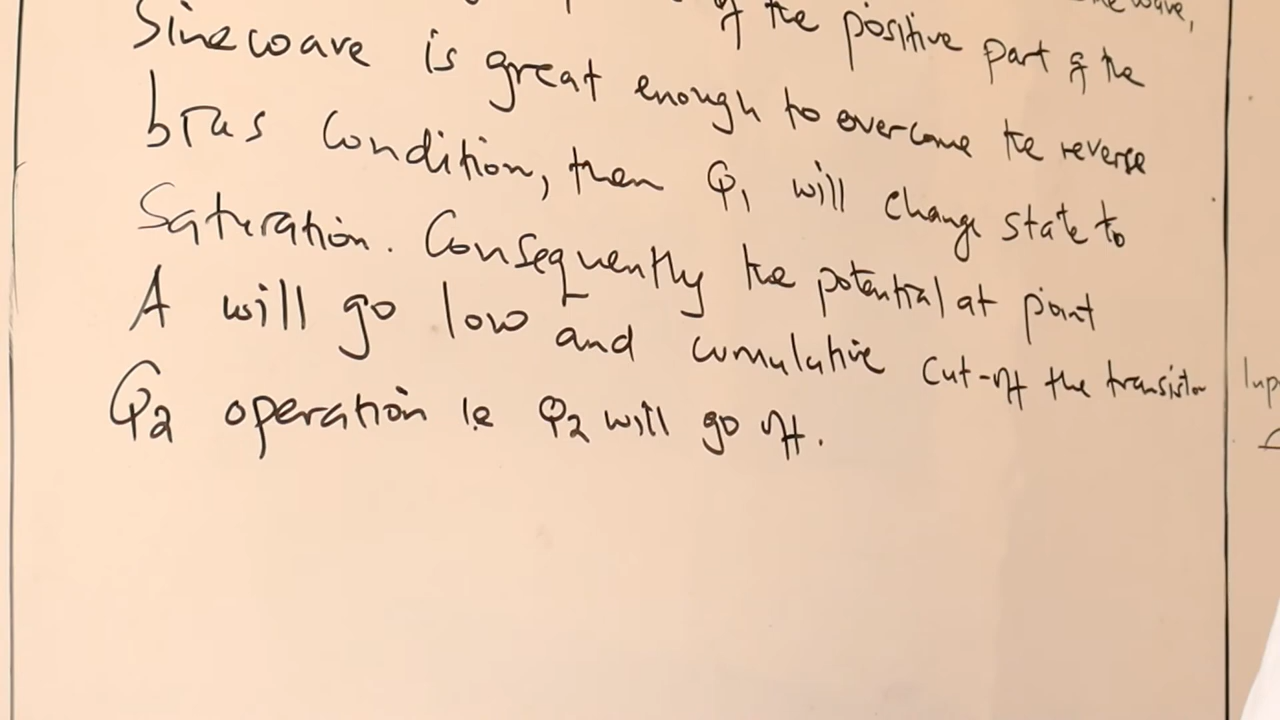 wave,
of the positive part of the
Sinewave is great enough to overcome the reverse
bias condition, then Q1 will change state to
Saturation. Consequently the potential at point
A will go low and cumulative cut-off the transistor
Q2 operation ie Q2 will go off.
Inp